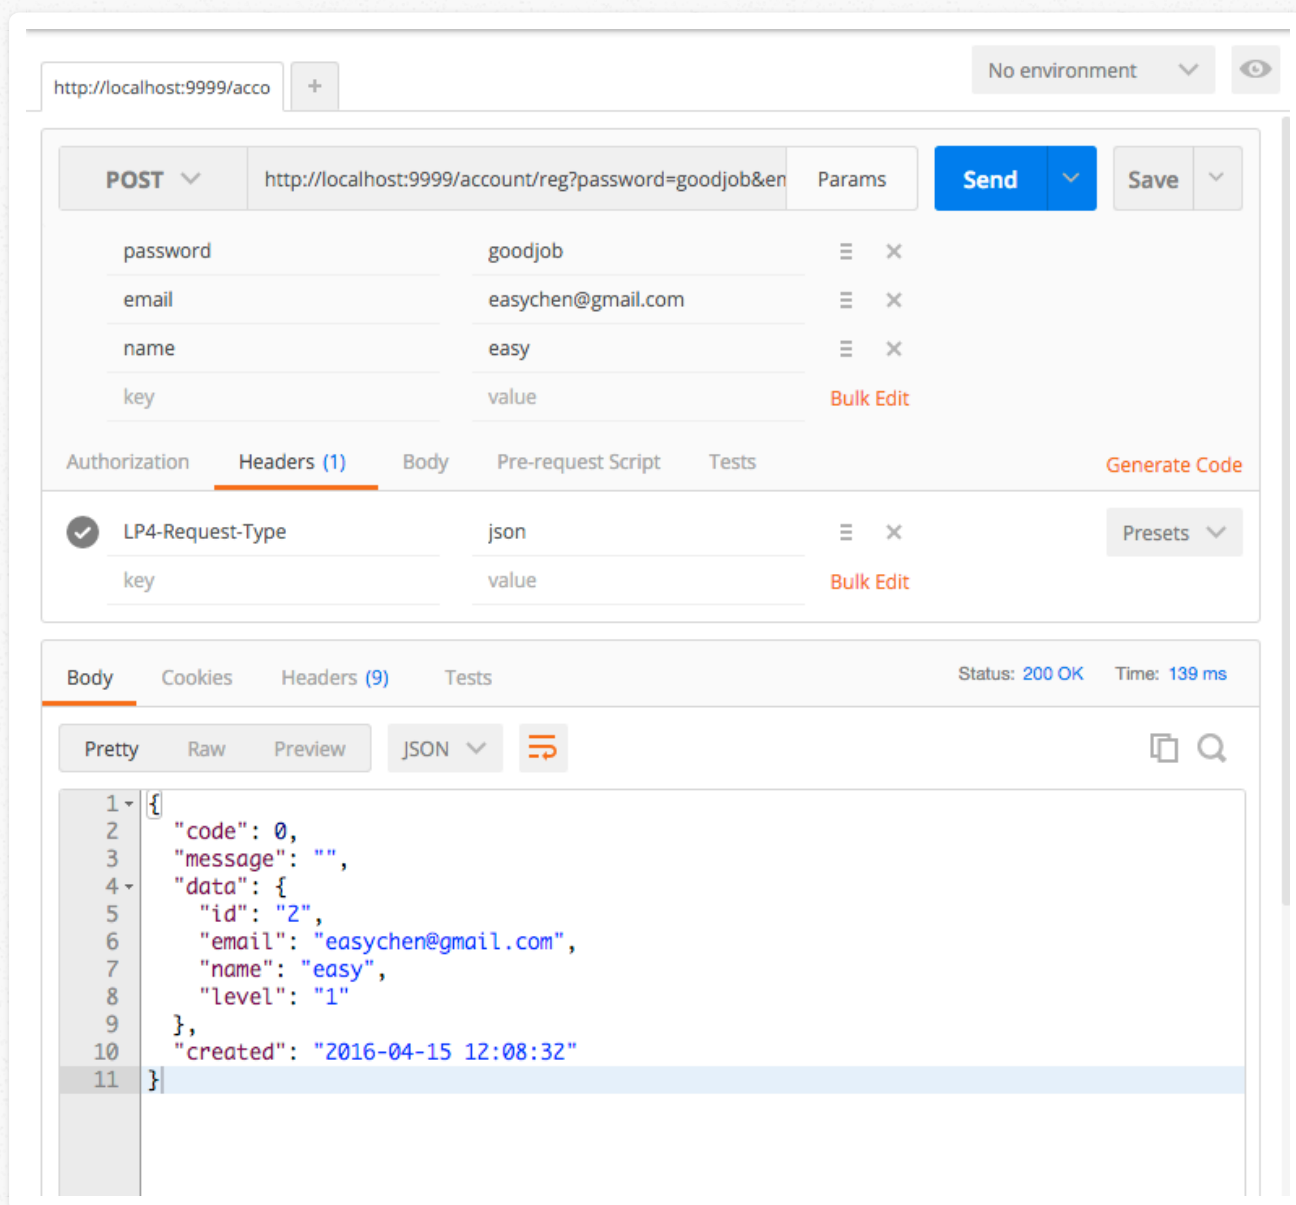 No environment
http://localhost:9999/acco +
POST http://localhost:9999/account/reg?password=goodjob&en Params Send Save
password goodjob
email easychen@gmail.com
name easy
key value Bulk Edit
Authorization Headers (1) Body Pre-request Script Tests Generate Code
LP4-Request-Type json Presets
key value Bulk Edit
Body Cookies Headers (9) Tests Status: 200 OK Time: 139 ms
Pretty Raw Preview JSON
1 {
2 "code": 0,
3 "message": "",
4 "data": {
5 "id": "2",
6 "email": "easychen@gmail.com",
7 "name": "easy",
8 "level": "1"
9 },
10 "created": "2016-04-15 12:08:32"
11 }